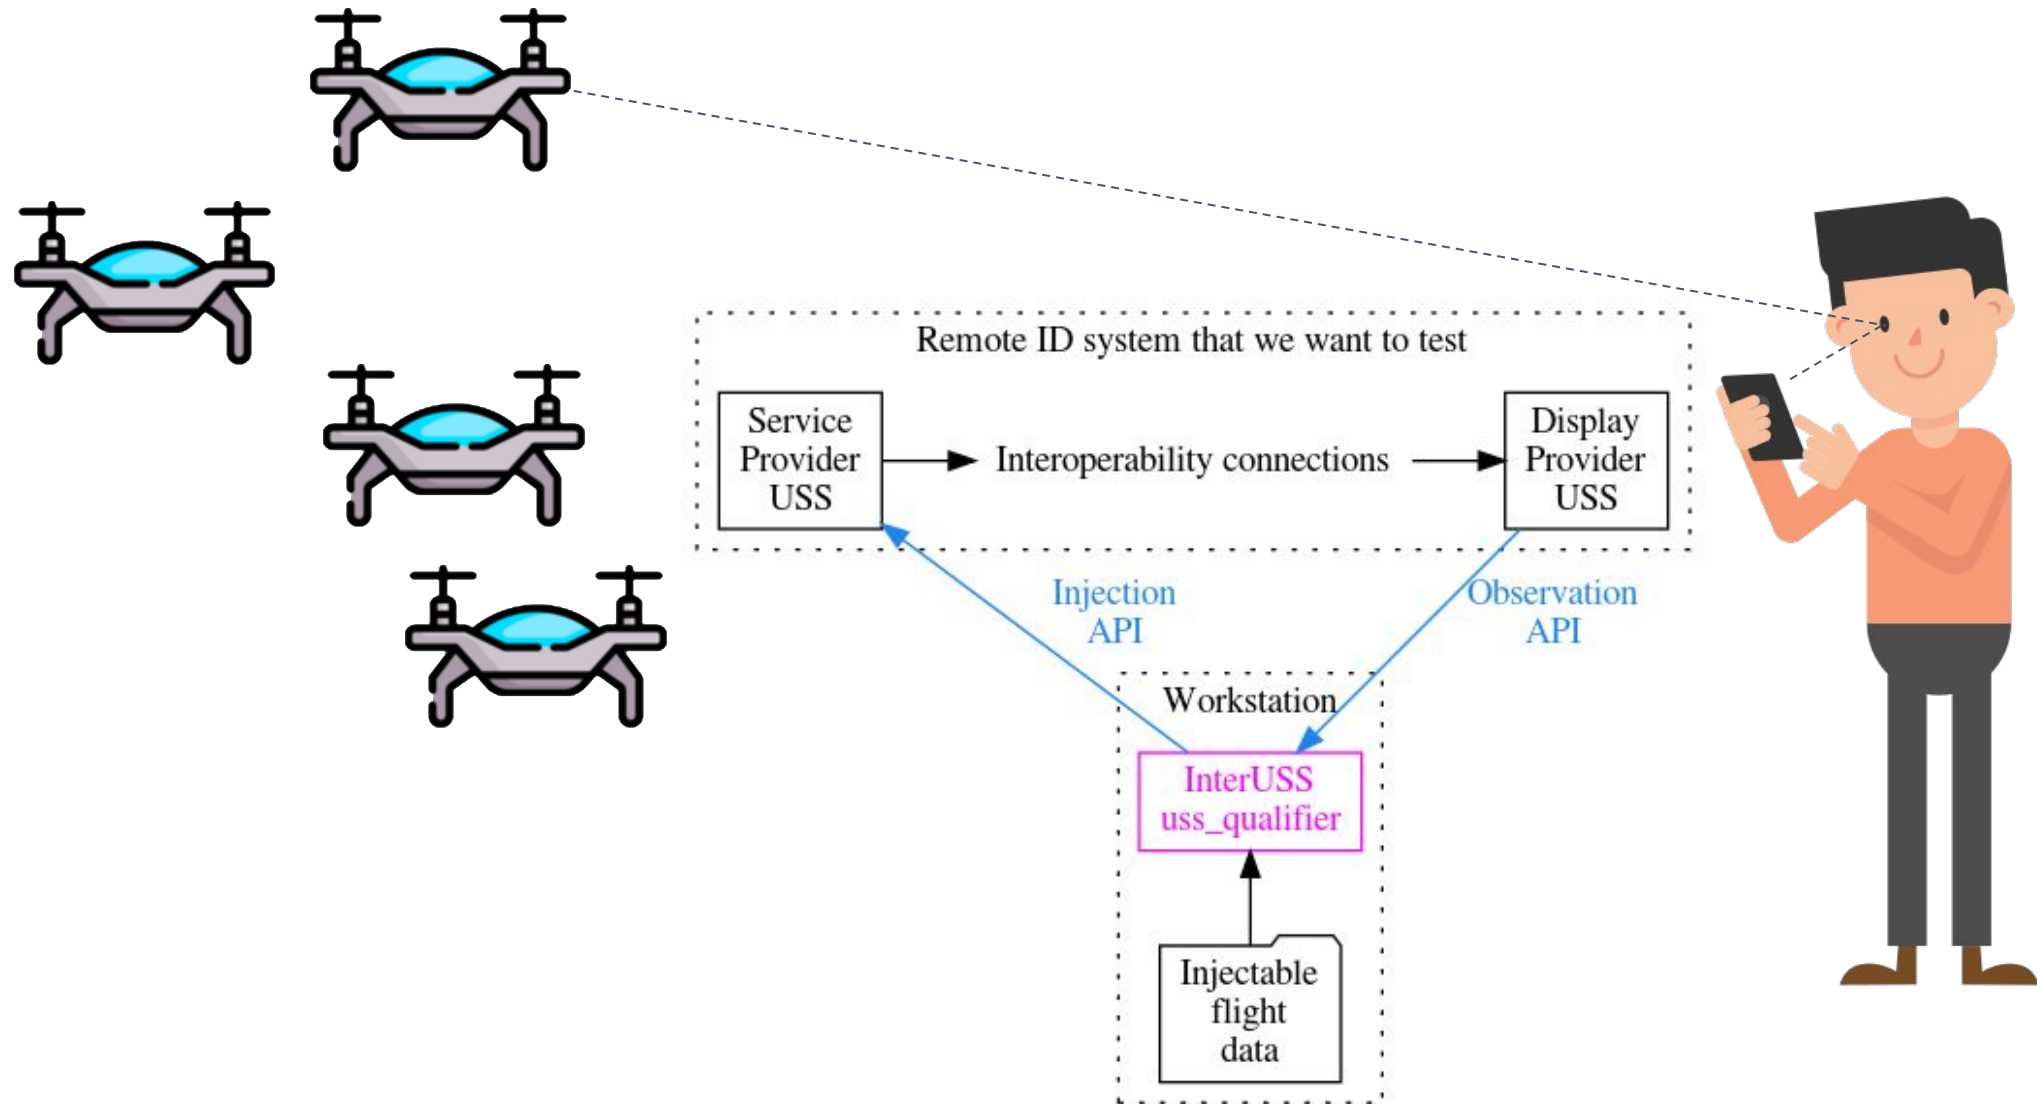 Remote ID system that we want to test
Service
Provider
USS
Interoperability connections
Display
Provider
USS
Injection
API
Observation
API
Workstation
InterUSS
uss_qualifier
Injectable
flight
data